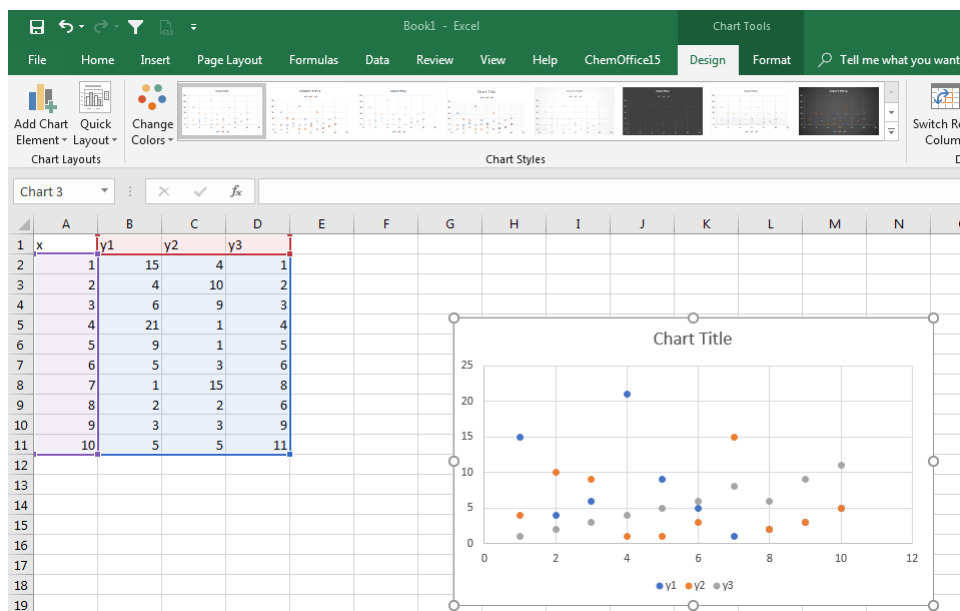 Book1 - Excel
Chart Tools
File Home Insert Page Layout Formulas Data Review View Help ChemOffice15 Design Format Tell me what you want
Add Chart Element
Quick Layout
Change Colors
Switch
Colum
Chart Layouts
Chart Styles
Chart 3
fx
A B C D E F G H I J K L M N
1 x y1 y2 y3
2 1 15 4 1
3 2 4 10 2
4 3 6 9 3
5 4 21 1 4
6 5 9 1 5
7 6 5 3 6
8 7 1 15 8
9 8 2 2 6
10 9 3 3 9
11 10 5 5 11
12
13
14
15
16
17
18
19
Chart Title
25
20
15
10
5
0
0 2 4 6 8 10 12
y1 y2 y3